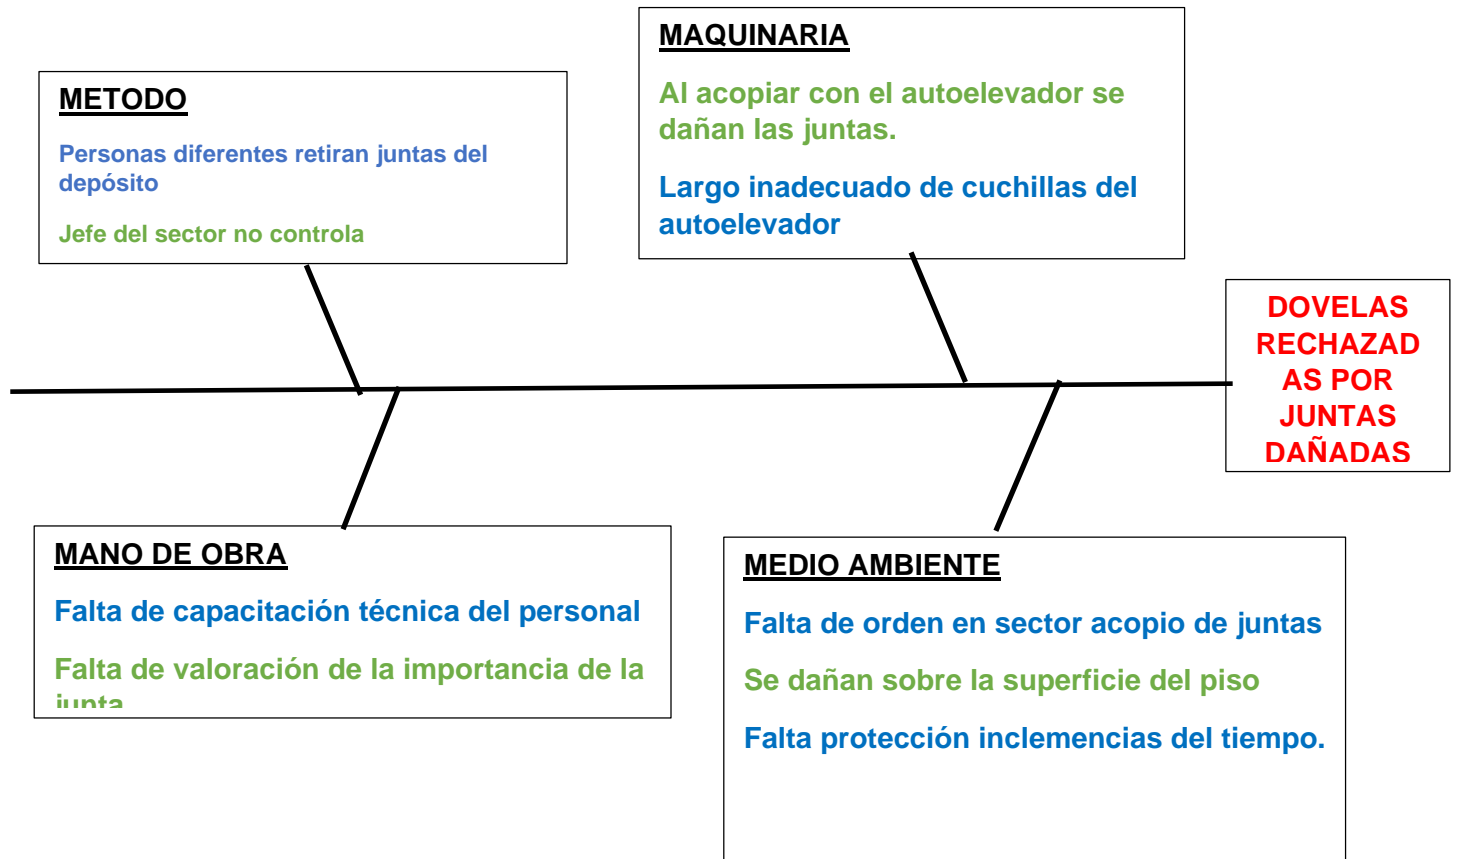 METODO
Personas diferentes retiran juntas del
depósito
Jefe del sector no controla
MAQUINARIA
Al acopiar con el autoelevador se
dañan las juntas.
Largo inadecuado de cuchillas del
autoelevador
DOVELAS
RECHAZAD
AS POR
JUNTAS
DAÑADAS
MANO DE OBRA
Falta de capacitación técnica del personal
Falta de valoración de la importancia de la
junta
MEDIO AMBIENTE
Falta de orden en sector acopio de juntas
Se dañan sobre la superficie del piso
Falta protección inclemencias del tiempo.